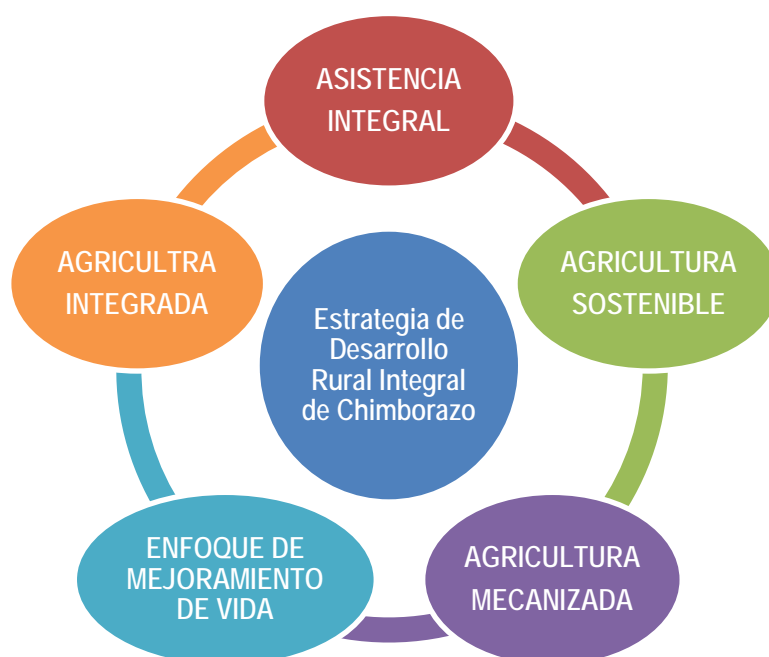 ASISTENCIA
INTEGRAL
AGRICULTRA
INTEGRADA
AGRICULTURA
SOSTENIBLE
Estrategia de
Desarrollo
Rural Integral
de Chimborazo
ENFOQUE DE
MEJORAMIENTO
DE VIDA
AGRICULTURA
MECANIZADA